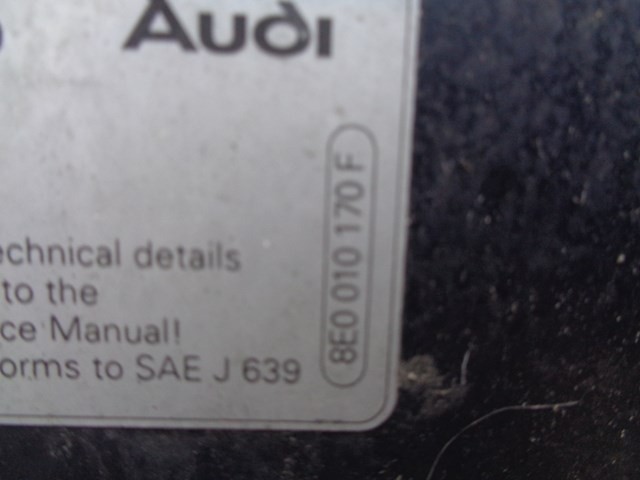 Audi
echnical details
to the
ce Manual!
orms to SAE J 639
8E0 010 170 F